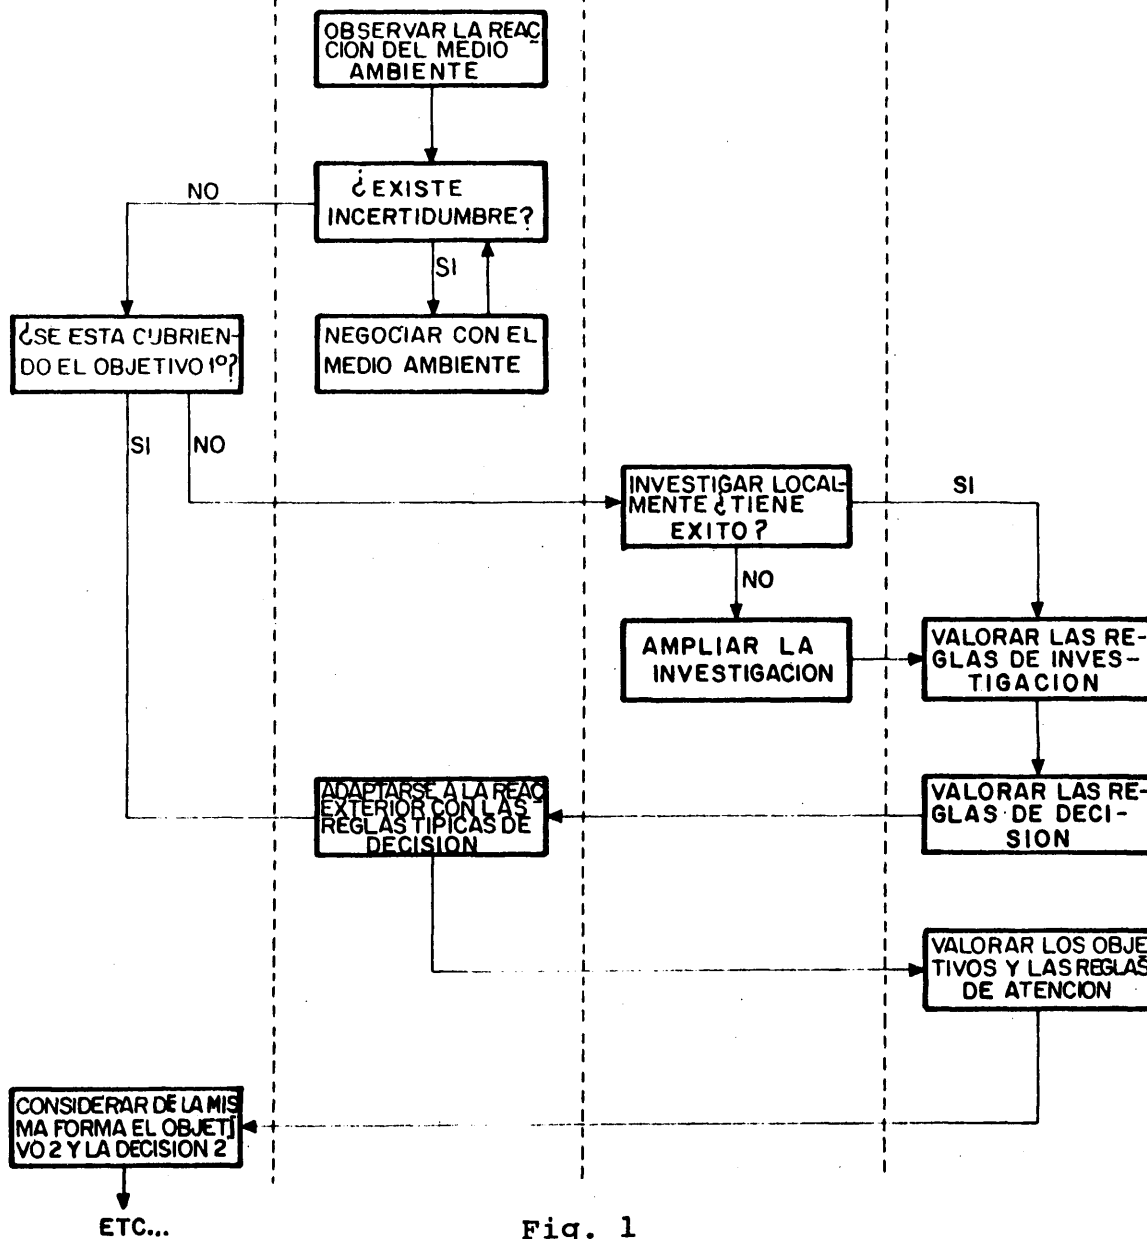 OBSERVAR LA REAC
CION DEL MEDIO
AMBIENTE
¿EXISTE
INCERTIDUMBRE?
NO
SI
¿SE ESTA CUBRIEN-
DO EL OBJETIVO 1º?
NEGOCIAR CON EL
MEDIO AMBIENTE
SI
NO
INVESTIGAR LOCAL-
MENTE ¿TIENE
EXITO?
SI
NO
AMPLIAR LA
INVESTIGACION
VALORAR LAS RE-
GLAS DE INVES-
TIGACION
ADAPTARSE A LA REAC
EXTERIOR CON LAS
REGLAS TIPICAS DE
DECISION
VALORAR LAS RE-
GLAS DE DECI-
SION
VALORAR LOS OBJE
TIVOS Y LAS REGLAS
DE ATENCION
CONSIDERAR DE LA MIS
MA FORMA EL OBJETI
VO 2 Y LA DECISION 2
ETC...
Fig. 1